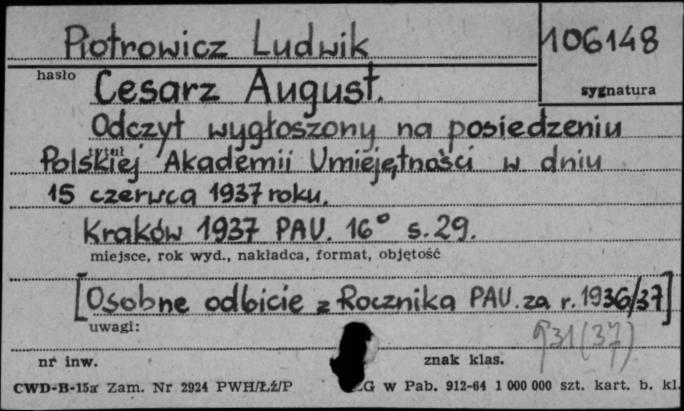 Piotrowicz Ludwik
106148
hasło
sygnatura
Cesarz August.
Odczyt wygłoszony na posiedzeniu
tytuł
Polskiej Akademii Umiejętności w dniu
15 czerwca 1937 roku.
Kraków 1937 PAU. 16° s. 29.
miejsce, rok wyd., nakładca, format, objętość
[Osobne odbicie z Rocznika PAU. za r. 1936/37]
uwagi:
931(37)
nr inw.
znak klas.
CWD-B-15a Zam. Nr 2924 PWH/Łź/P
G w Pab. 912-64 1 000 000 szt. kart. b. kl.